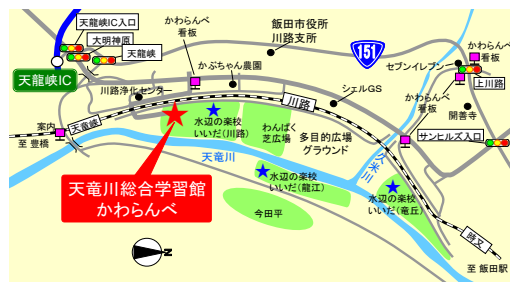 天龍峡IC入口
大明神原
天龍峡
天龍峡IC
かわらんべ
看板
かぶちゃん農園
飯田市役所
川路支所
151
セブンイレブン
かわらんべ
看板
上川路
開善寺
川路浄化センター
シェルGS
かわらんべ
看板
サンヒルズ入口
川路
案内
至 豊橋
天竜峡
水辺の楽校
いいだ(川路)
わんぱく
芝広場
多目的広場
グラウンド
天竜川
久米川
天竜川総合学習館
かわらんべ
水辺の楽校
いいだ(龍江)
水辺の楽校
いいだ(竜丘)
今田平
時又
至 飯田駅
N